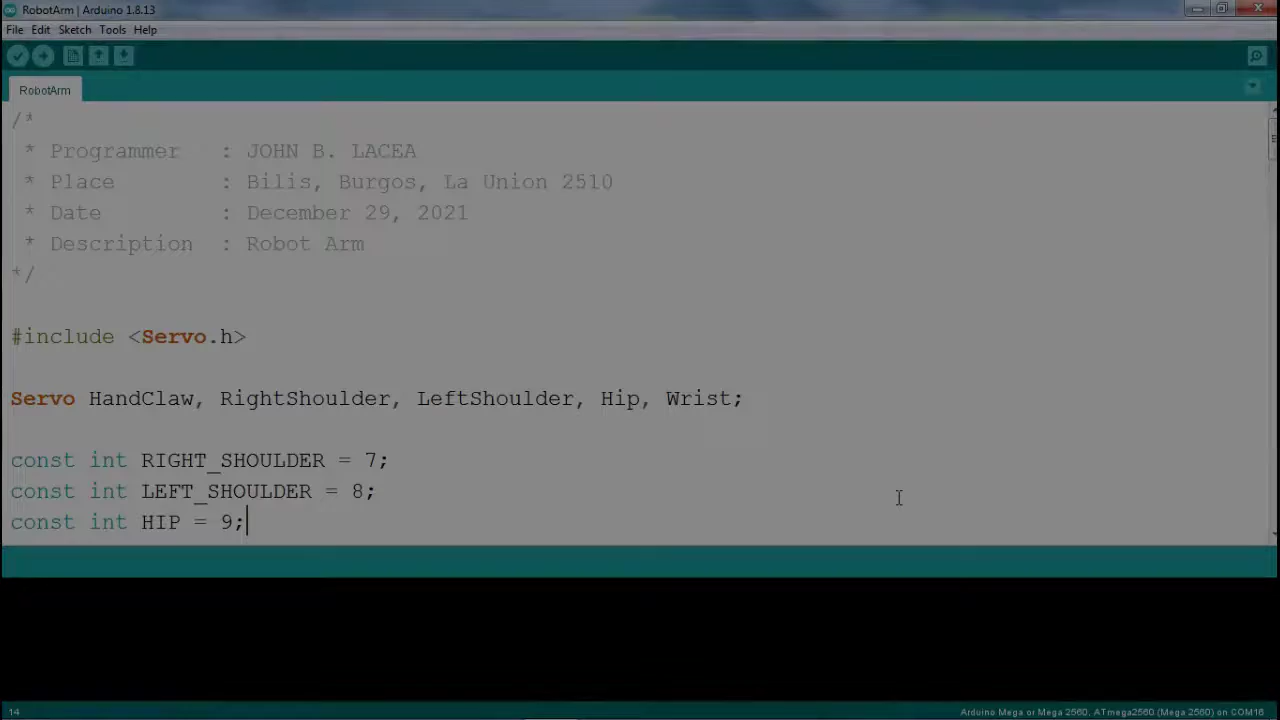 RobotArm | Arduino 1.8.13
File Edit Sketch Tools Help
RobotArm
/*
 * Programmer   : JOHN B. LACEA
 * Place        : Bilis, Burgos, La Union 2510
 * Date         : December 29, 2021
 * Description  : Robot Arm
*/
#include <Servo.h>
Servo HandClaw, RightShoulder, LeftShoulder, Hip, Wrist;
const int RIGHT_SHOULDER = 7;
const int LEFT_SHOULDER = 8;
const int HIP = 9;
14
Arduino Mega or Mega 2560, ATmega2560 (Mega 2560) on COM16